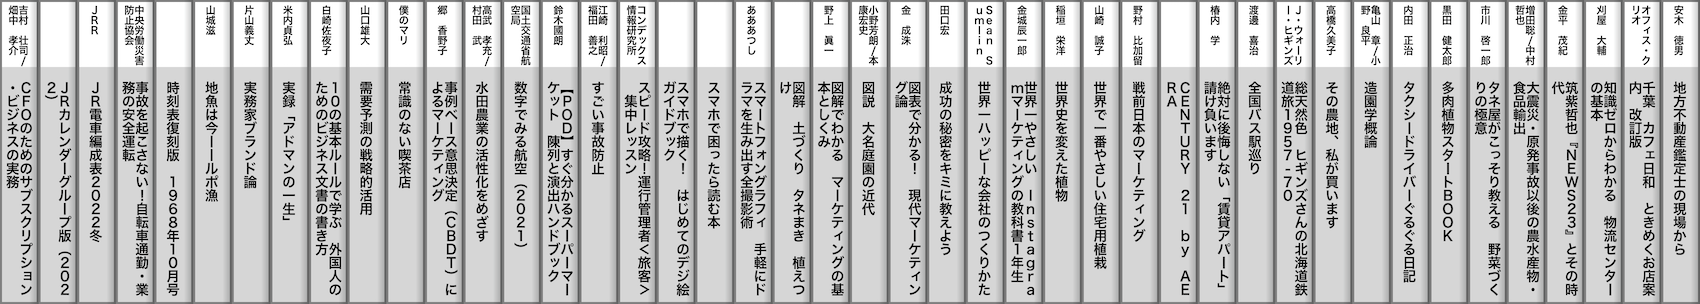 安木　徳男
地方動産鑑定士の現場から
オフィス・ク
リオ
千葉　カフェ日和　ときめくお店案
内　改訂版
刈屋　大輔
知識ゼロからわかる　物流センター
の基本
金平　茂紀
筑紫哲也『NEWS23』とその時
代
増田聡/中村
哲也
大震災・原発事故以後の農水産物・
食品輸出
市川　啓一郎
タネ屋がこっそり教える　野菜づく
りの極意
黒田　健太郎
多肉植物スタートBOOK
内田　正治
タクシードライバーぐるぐる日記
亀山　章/小
野　良平
造園学概論
高橋久美子
その農地、私が買います
J・ウォーリ
ー・ヒギンズ
総天然色　ヒギンズさんの北海道鉄
道旅1957-70
椿内　学
絶対に後悔しない「賃貸アパート」
請け負います
CENTURY　21　by　AE
RA
渡邊　喜治
全国バス駅巡り
野村　比加留
戦前日本のマーケティング
山崎　誠子
世界で一番やさしい住宅用植栽
稲垣　栄洋
世界史を変えた植物
金城辰一郎
世界一やさしい　Instagra
mマーケティングの教科書1年生
Sean　S
umlin
世界一ハッピーな会社のつくりかた
田口宏
成功の秘密をキミに教えよう
金　成洙
図表で分かる!　現代マーケティン
グ論
小野芳朗/本
康宏史
図説　大名庭園の近代
野上　眞一
図解でわかる　マーケティングの基
本としくみ
図解　土づくり　タネまき　植えつ
け
あああつし
スマートフォングラフィ　手軽にド
ラマを生み出す全撮影術
スマホで困ったら読む本
スマホで描く!　はじめてのデジ絵
ガイドブック
コンデックス
情報研究所
スピード攻略!運行管理者<旅客>
　集中レッスン
江崎　利昭/
福田　善之
すごい事故防止
鈴木國朗
【POD】すぐ分かるスーパーマー
ケット　陳列と演出ハンドブック
国土交通省航
空局
数字でみる航空(2021)
高武　孝充/
村田　武
水田農業の活性化をめざす
郷　香野子
事例ベース意思決定(CBDT)に
よるマーケティング
僕のマリ
常識のない喫茶店
山口雄大
需要予測の戦略的活用
白崎佐夜子
10の基本ルールで学ぶ　外国人の
ためのビジネス文書の書き方
米内貞弘
実録「アドマンの一生」
片山義丈
実務家ブランド論
山城滋
地魚は今――ルポ漁
時刻表復刻版　1968年10月号
中央労働災害
防止協会
事故を起こさない!自転車通勤・業
務の安全運転
JRR
JR電車編成表2022冬
JRカレンダーグループ版(202
2)
吉村　壮司/
畑中　孝介
CFOのためのサブスクリプション
・ビジネスの実務